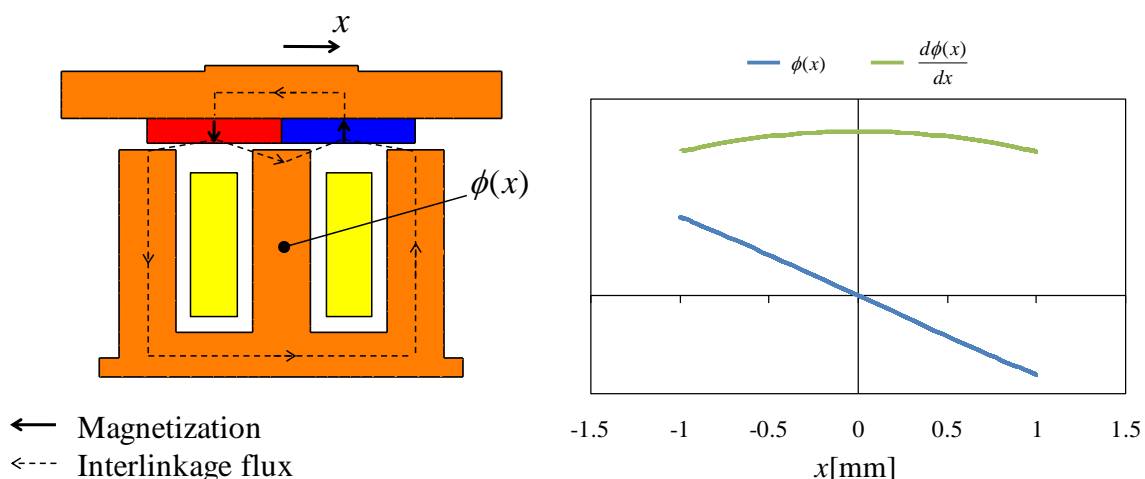 x
ϕ(x)
Magnetization
Interlinkage flux
ϕ(x)
dϕ(x)
dx
-1.5
-1
-0.5
0
0.5
1
1.5
x[mm]